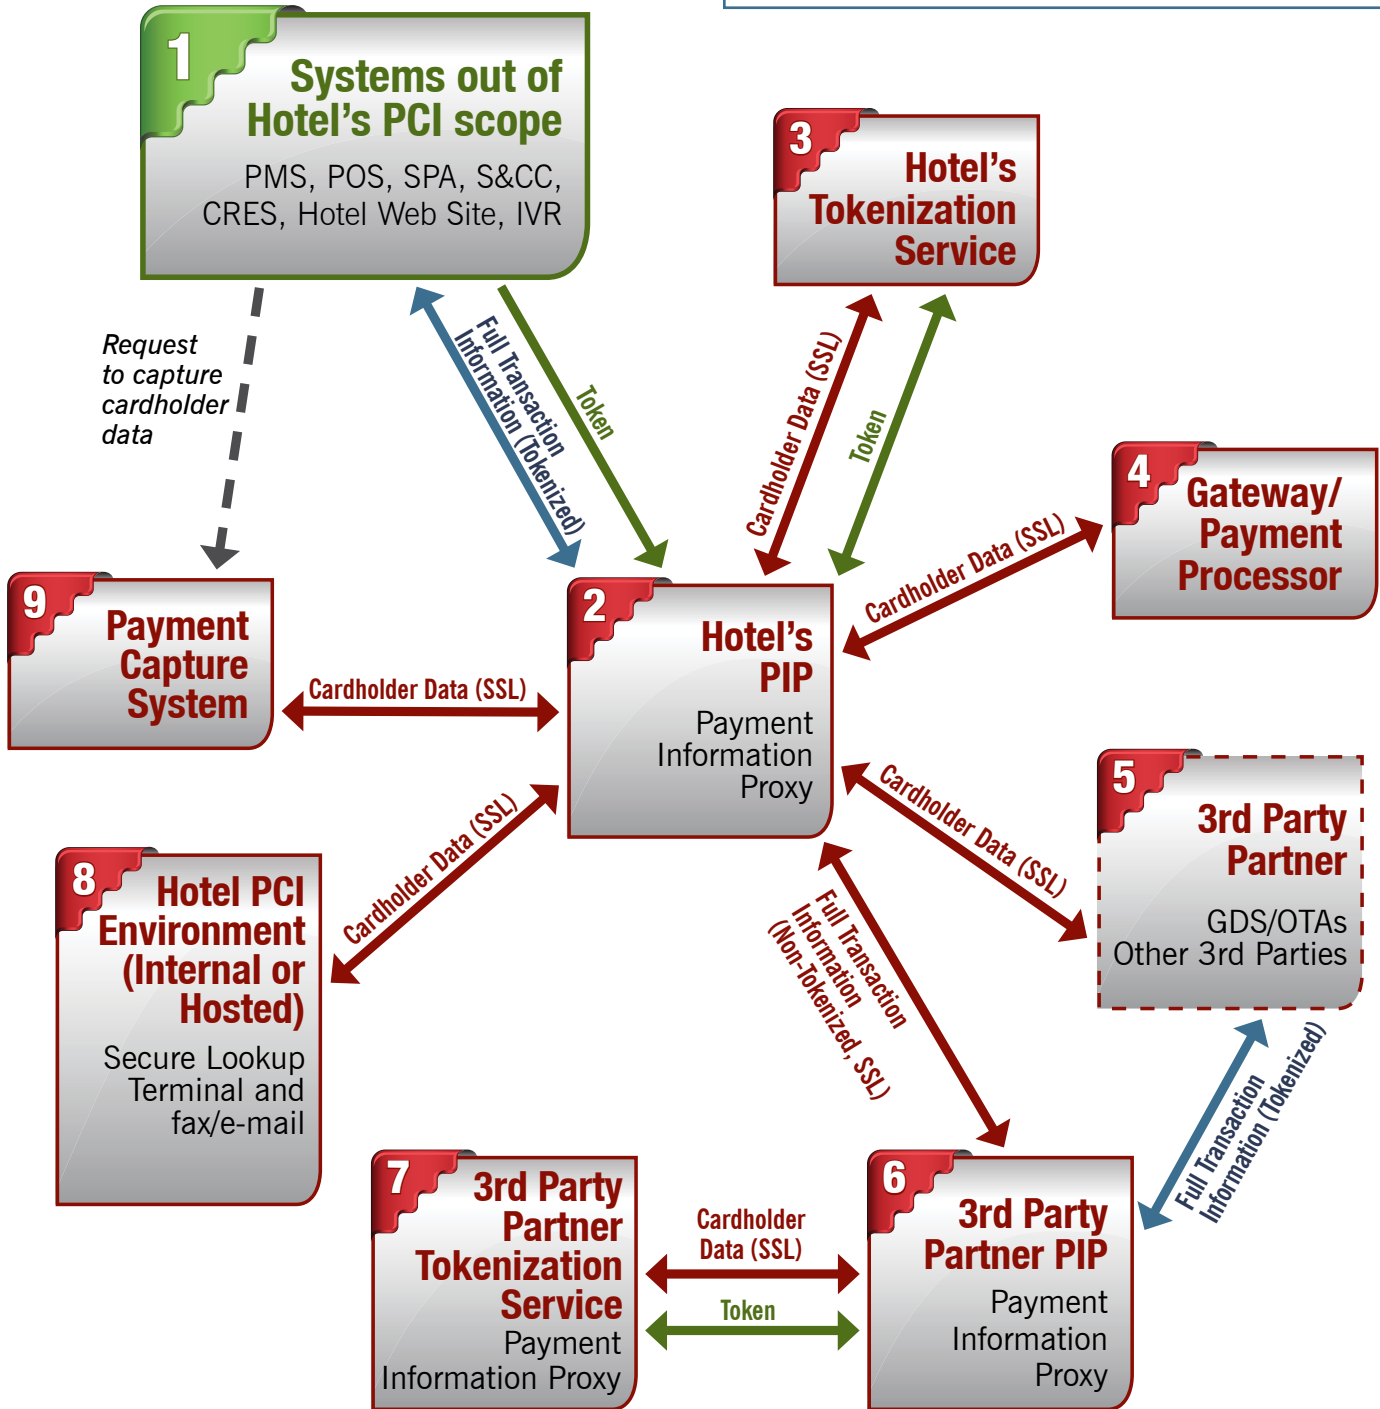 1
Systems out of
Hotel's PCI scope
PMS, POS, SPA, S&CC,
CRES, Hotel Web Site, IVR
3
Hotel's
Tokenization
Service
Request
to capture
cardholder
data
Full Transaction
Information (Tokenized)
Token
Cardholder Data (SSL)
Token
4
Gateway/
Payment
Processor
Cardholder Data (SSL)
9
Payment
Capture
System
Cardholder Data (SSL)
2
Hotel's
PIP
Payment
Information
Proxy
5
3rd Party
Partner
GDS/OTAs
Other 3rd Parties
Cardholder Data (SSL)
8
Hotel PCI
Environment
(Internal or
Hosted)
Secure Lookup
Terminal and
fax/e-mail
Cardholder Data (SSL)
Full Transaction
Information
(Non-Tokenized, SSL)
Full Transaction
Information (Tokenized)
7
3rd Party
Partner
Tokenization
Service
Payment
Information Proxy
Cardholder
Data (SSL)
Token
6
3rd Party
Partner PIP
Payment
Information
Proxy